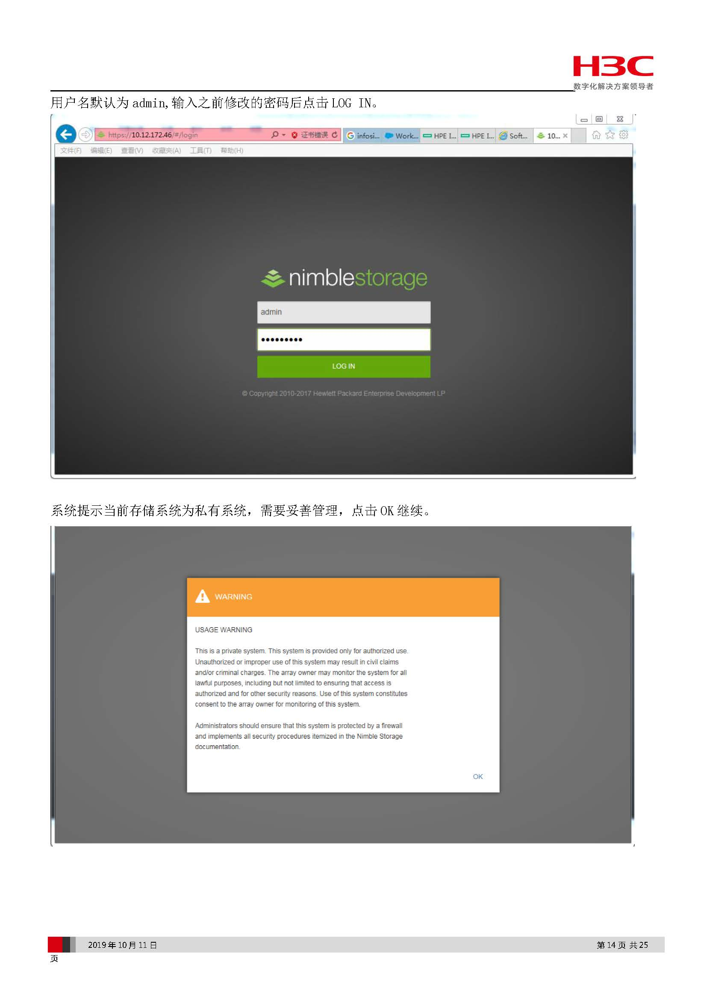 H3C
数字化解决方案领导者
用户名默认为 admin,输入之前修改的密码后点击 LOG IN。
https://10.12.172.46/#/login 证书错误 infosi... Work... HPE I... HPE I... Soft... 10...
文件(F) 编辑(E) 查看(V) 收藏夹(A) 工具(T) 帮助(H)
nimblestorage
admin
•••••••••
LOG IN
© Copyright 2010-2017 Hewlett Packard Enterprise Development LP
系统提示当前存储系统为私有系统，需要妥善管理，点击 OK 继续。
WARNING
USAGE WARNING
This is a private system. This system is provided only for authorized use.
Unauthorized or improper use of this system may result in civil claims
and/or criminal charges. The array owner may monitor the system for all
lawful purposes, including but not limited to ensuring that access is
authorized and for other security reasons. Use of this system constitutes
consent to the array owner for monitoring of this system.
Administrators should ensure that this system is protected by a firewall
and implements all security procedures itemized in the Nimble Storage
documentation.
OK
2019 年 10 月 11 日 第 14 页 共 25
页